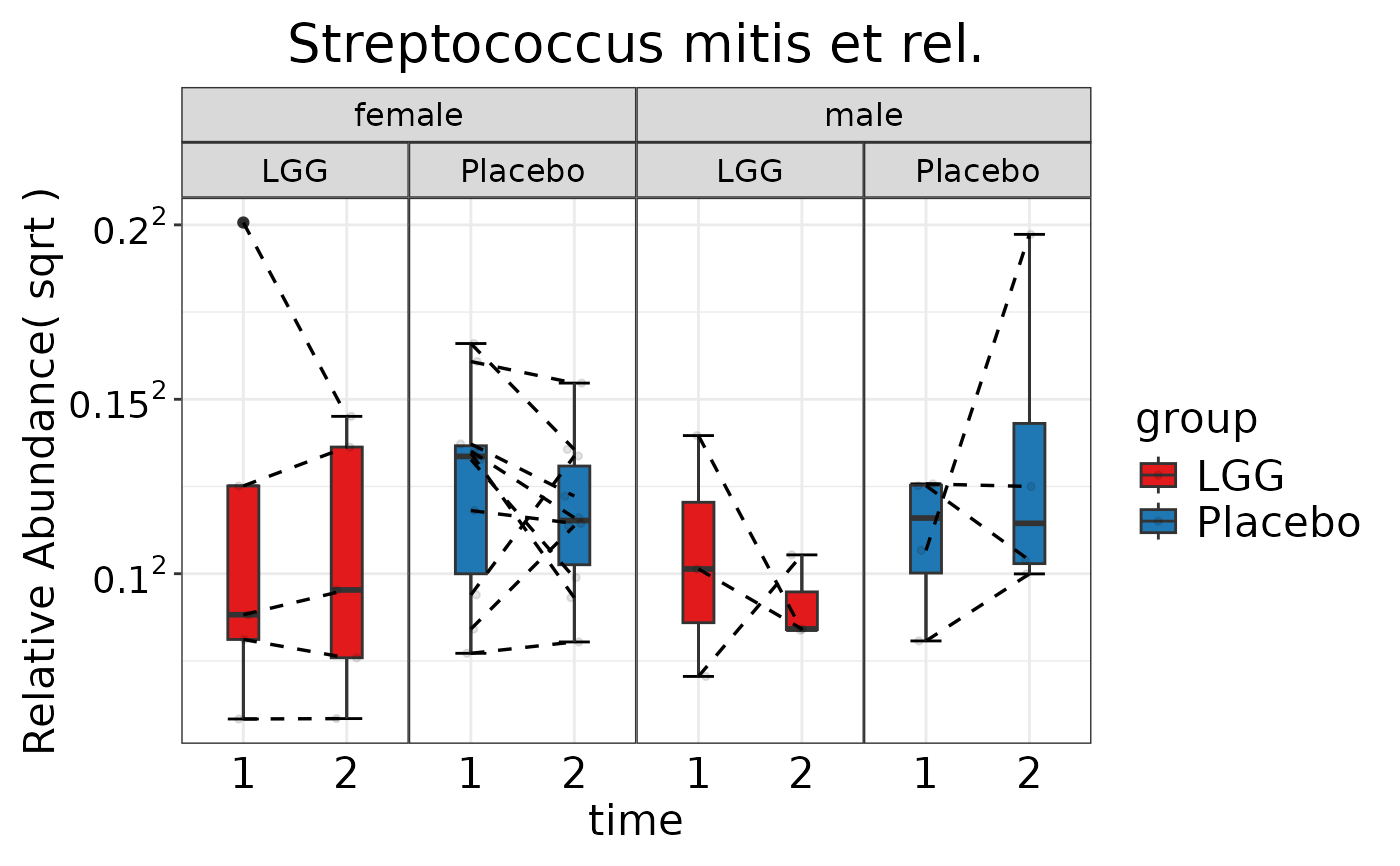 Streptococcus mitis et rel.
female male
LGG Placebo LGG Placebo
Relative Abundance( sqrt )
0.2²
0.15²
0.1²
1 2 1 2 1 2 1 2
time
group
LGG
Placebo